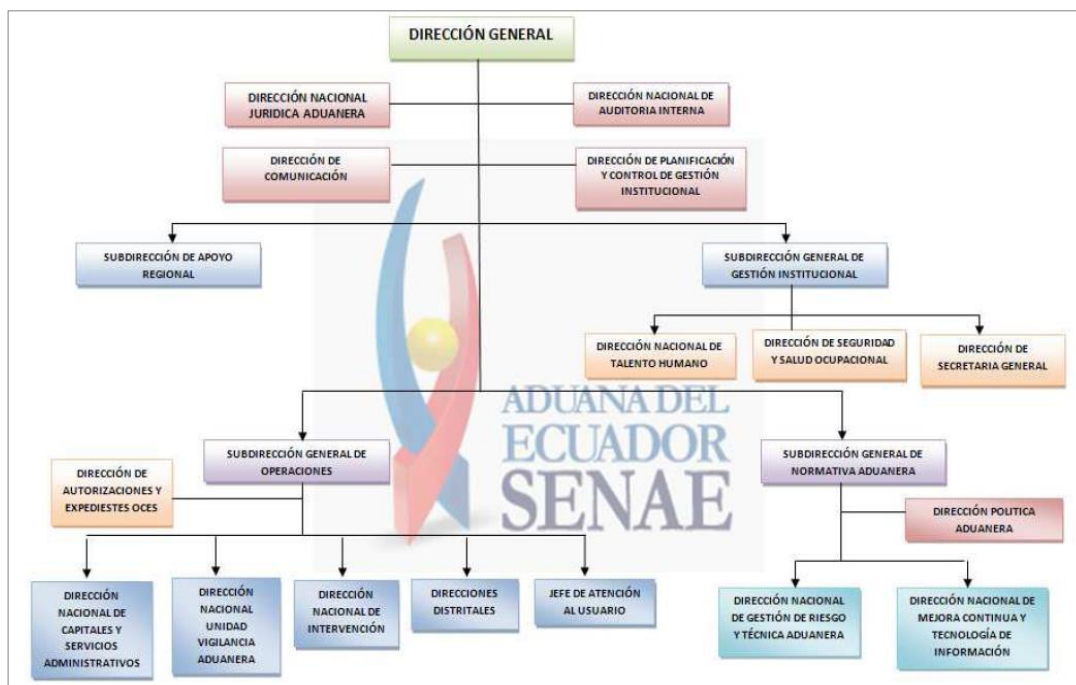 DIRECCIÓN GENERAL
DIRECCIÓN NACIONAL
JURIDICA ADUANERA
DIRECCIÓN NACIONAL DE
AUDITORIA INTERNA
DIRECCIÓN DE
COMUNICACIÓN
DIRECCIÓN DE PLANIFICACIÓN
Y CONTROL DE GESTIÓN
INSTITUCIONAL
SUBDIRECCIÓN DE APOYO
REGIONAL
SUBDIRECCIÓN GENERAL DE
GESTIÓN INSTITUCIONAL
DIRECCIÓN NACIONAL DE
TALENTO HUMANO
DIRECCIÓN DE SEGURIDAD
Y SALUD OCUPACIONAL
DIRECCIÓN DE
SECRETARIA GENERAL
ADUANA DEL
ECUADOR
SENAE
SUBDIRECCIÓN GENERAL DE
OPERACIONES
SUBDIRECCIÓN GENERAL DE
NORMATIVA ADUANERA
DIRECCIÓN DE
AUTORIZACIONES Y
EXPEDIESTES OCES
DIRECCIÓN POLITICA
ADUANERA
DIRECCIÓN
NACIONAL DE
CAPITALES Y
SERVICIOS
ADMINISTRATIVOS
DIRECCIÓN
NACIONAL
UNIDAD
VIGILANCIA
ADUANERA
DIRECCIÓN
NACIONAL DE
INTERVENCIÓN
DIRECCIONES
DISTRITALES
JEFE DE ATENCIÓN
AL USUARIO
DIRECCIÓN NACIONAL
DE GESTIÓN DE RIESGO
Y TÉCNICA ADUANERA
DIRECCIÓN NACIONAL DE
MEJORA CONTINUA Y
TECNOLOGÍA DE
INFORMACIÓN